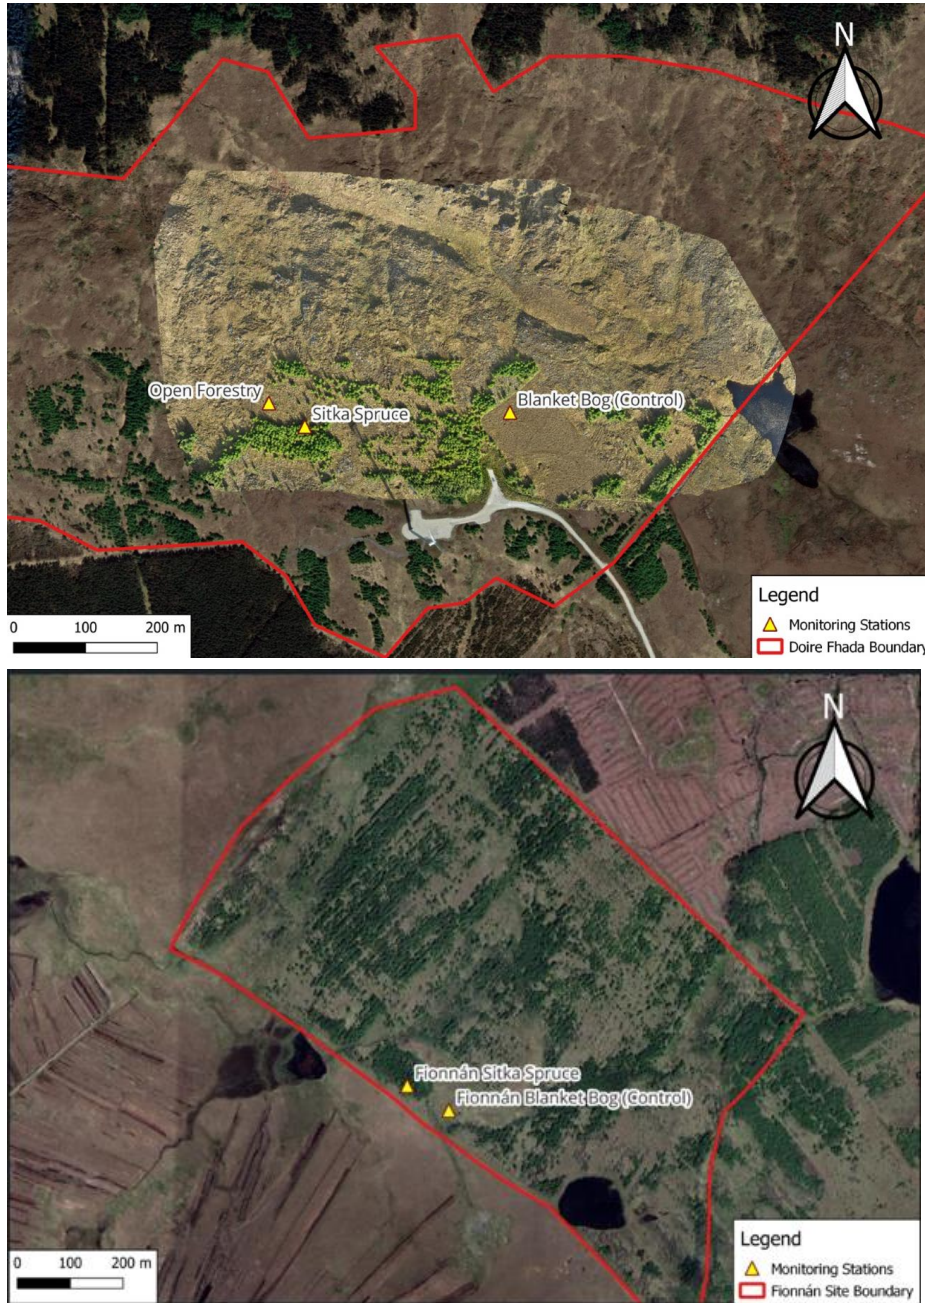 N
Open Forestry
Sitka Spruce
Blanket Bog (Control)
0 100 200 m
Legend
Monitoring Stations
Doire Fhada Boundary
N
Fionnán Sitka Spruce
Fionnán Blanket Bog (Control)
0 100 200 m
Legend
Monitoring Stations
Fionnán Site Boundary